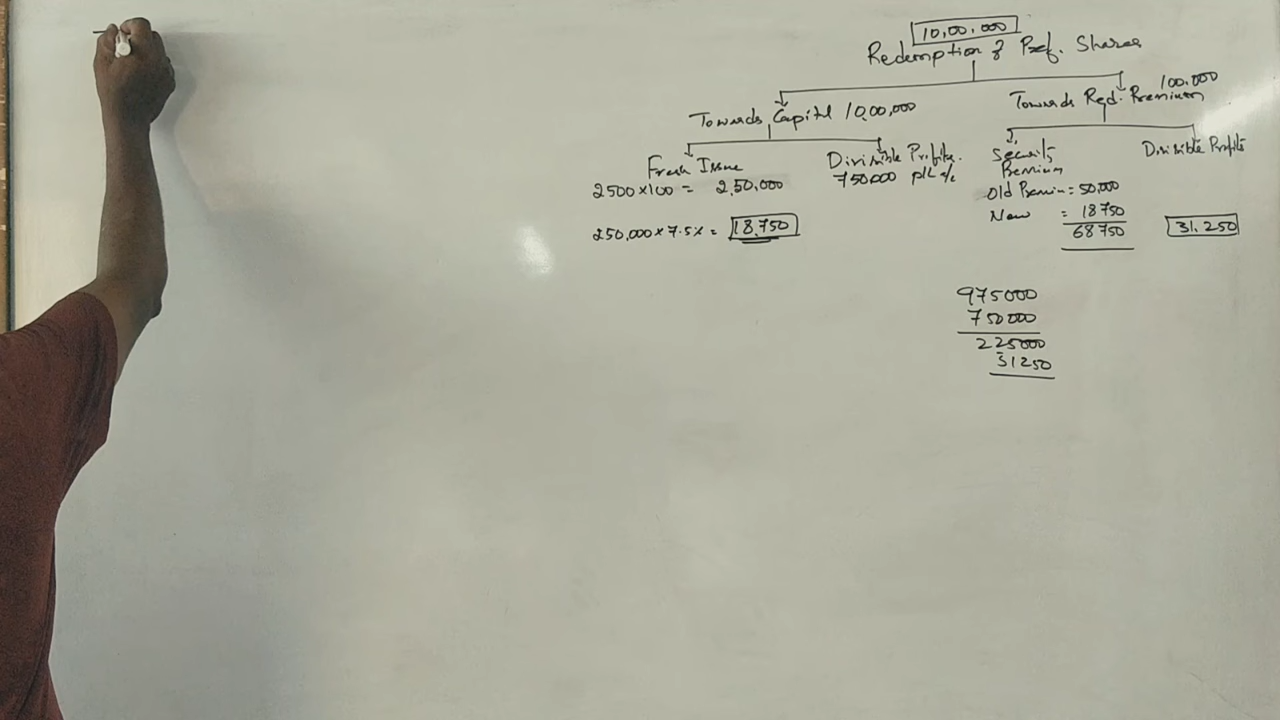 10,00,000
Redemption of Pref. Shares
Towards Capital 10,00,000
100.000
Towards Red. Premium
Fresh Issue
2500 x 100 = 2,50,000
250,000 x 7.5% = 18,750
Divisible Profits.
750000 P/L a/c
Security
Premium
Old Premium = 50,000
New = 18750
68750
Divisible Profits
31.250
975000
750000
225000
31250